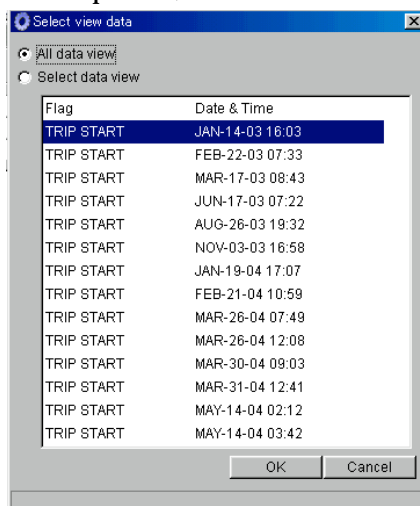 Select view data
All data view
Select data view
Flag Date & Time
TRIP START JAN-14-03 16:03
TRIP START FEB-22-03 07:33
TRIP START MAR-17-03 08:43
TRIP START JUN-17-03 07:22
TRIP START AUG-26-03 19:32
TRIP START NOV-03-03 16:58
TRIP START JAN-19-04 17:07
TRIP START FEB-21-04 10:59
TRIP START MAR-26-04 07:49
TRIP START MAR-26-04 12:08
TRIP START MAR-30-04 09:03
TRIP START MAR-31-04 12:41
TRIP START MAY-14-04 02:12
TRIP START MAY-14-04 03:42
OK Cancel